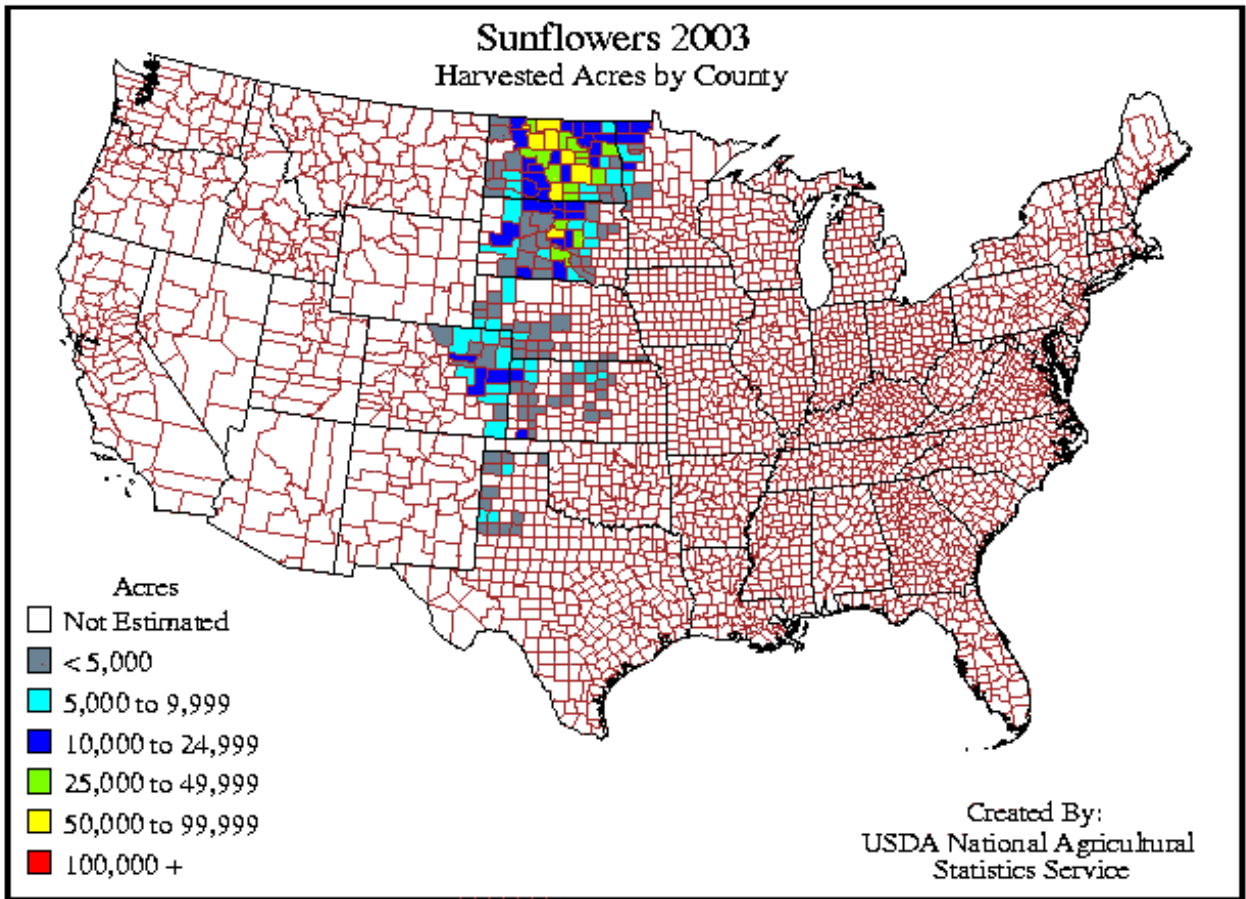 Sunflowers 2003
Harvested Acres by County
Acres
Not Estimated
< 5,000
5,000 to 9,999
10,000 to 24,999
25,000 to 49,999
50,000 to 99,999
100,000 +
Created By:
USDA National Agricultural
Statistics Service